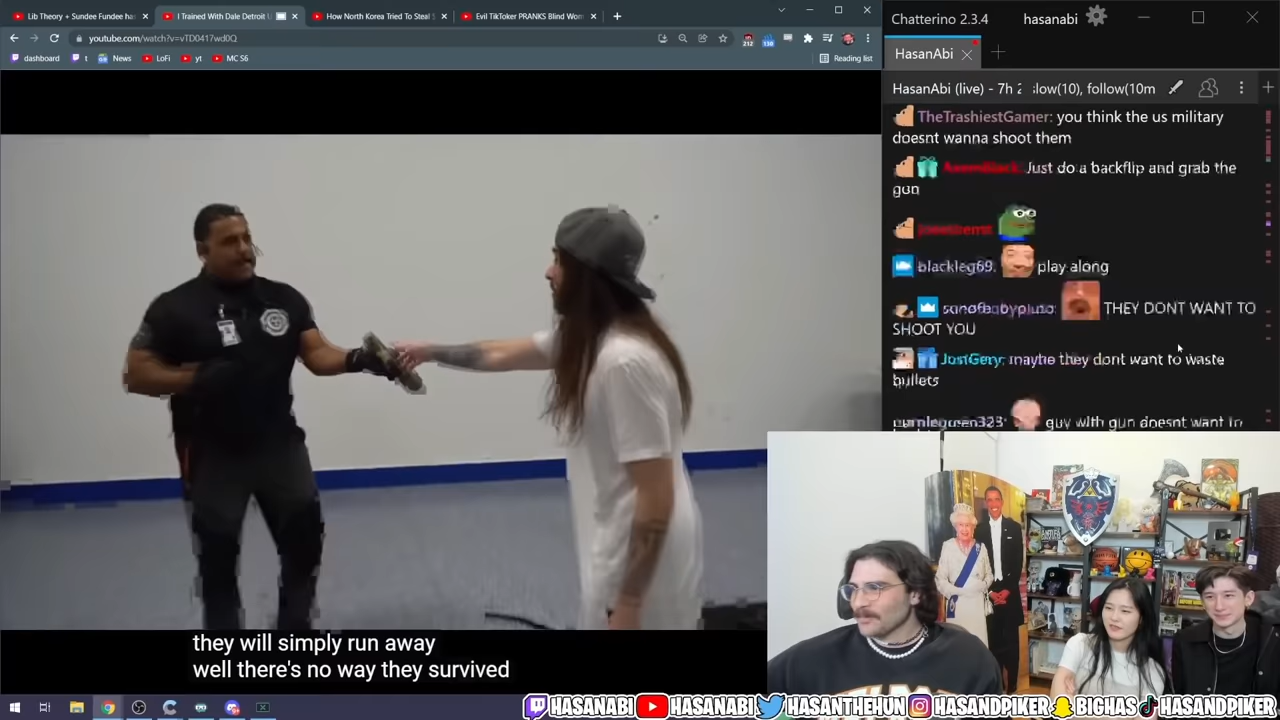 Lib Theory + Sundee Fundee has
I Trained With Dale Detroit U
How North Korea Tried To Steal $
Evil TikToker PRANKS Blind Wom
youtube.com/watch?v=vTD0417wd0Q
212
130
dashboard
t
News
LoFi
yt
MC S6
Reading list
Chatterino 2.3.4
hasanabi
HasanAbi
HasanAbi (live) - 7h 2
slow(10), follow(10m
TheTrashiestGamer: you think the us military
doesnt wanna shoot them
Just do a backflip and grab the
gun
blackleg69: play along
THEY DONT WANT TO
SHOOT YOU
JustGery: maybe they dont want to waste
bullets
guy with gun doesnt want to
they will simply run away
well there's no way they survived
HASANABI
HASANABI
HASANTHEHUN
HASANDPIKER
BIGHAS
HASANDPIKER